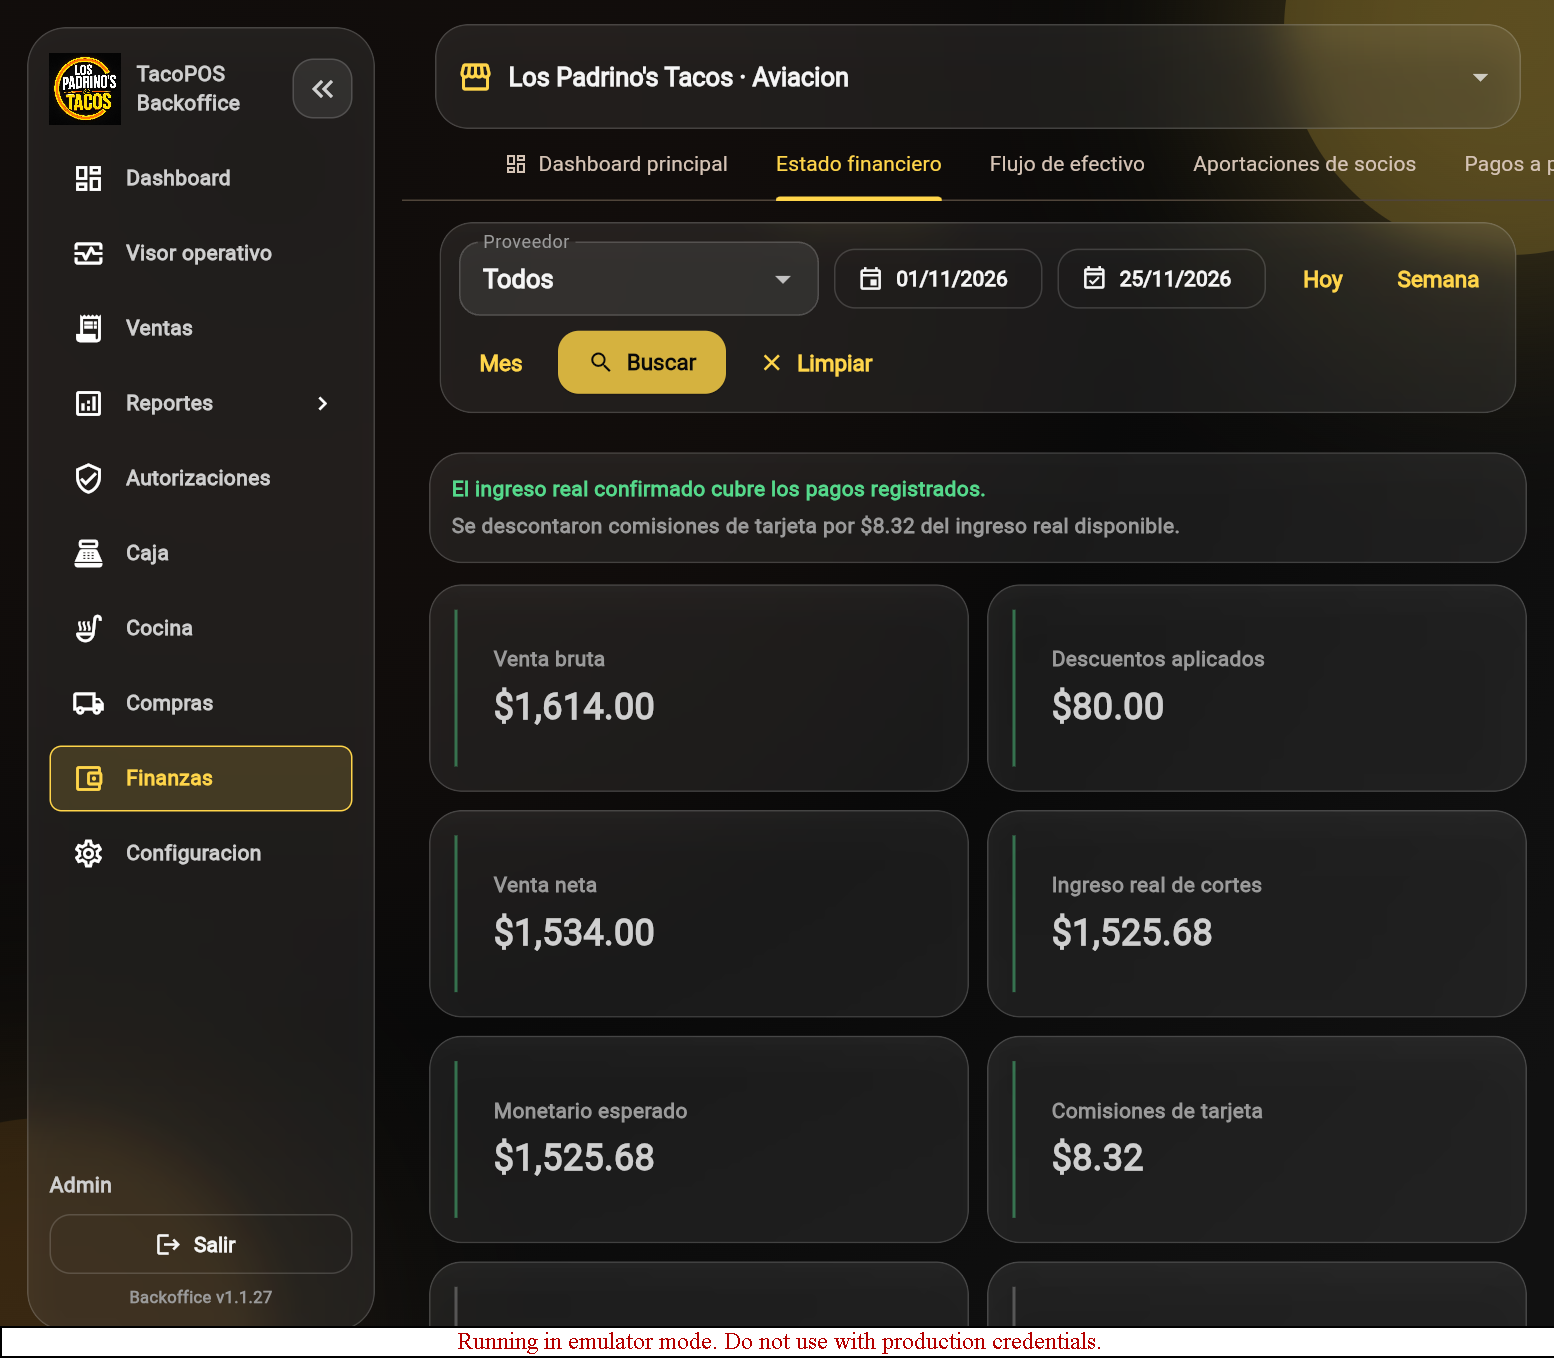 LOS
PADRINO'S
TACOS
TacoPOS
Backoffice
Dashboard
Visor operativo
Ventas
Reportes
Autorizaciones
Caja
Cocina
Compras
Finanzas
Configuracion
Admin
Salir
Backoffice v1.1.27
Los Padrino's Tacos · Aviacion
Dashboard principal
Estado financiero
Flujo de efectivo
Aportaciones de socios
Pagos a p
Proveedor
Todos
01/11/2026
25/11/2026
Hoy
Semana
Mes
Buscar
Limpiar
El ingreso real confirmado cubre los pagos registrados.
Se descontaron comisiones de tarjeta por $8.32 del ingreso real disponible.
Venta bruta
$1,614.00
Descuentos aplicados
$80.00
Venta neta
$1,534.00
Ingreso real de cortes
$1,525.68
Monetario esperado
$1,525.68
Comisiones de tarjeta
$8.32
Running in emulator mode. Do not use with production credentials.